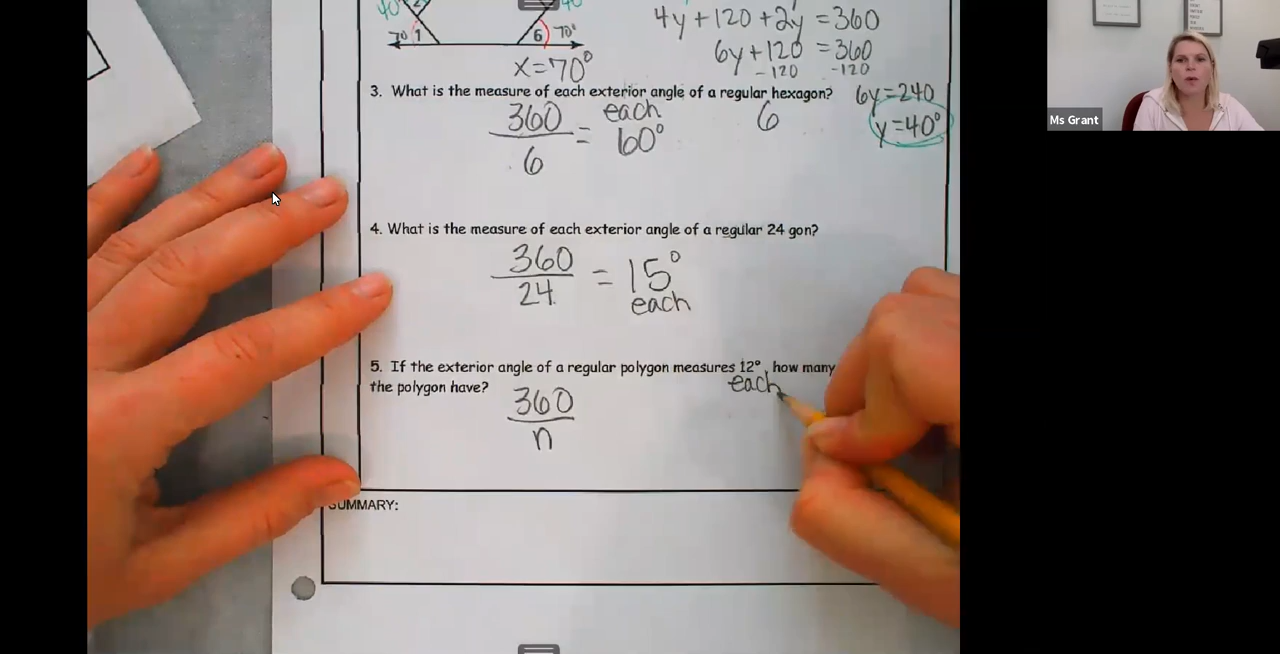 40°
2
40
70 1
6 70°
x=70°
4y+120+2y =360
6y+120 =360
-120 -120
6y=240
y=40°
3. What is the measure of each exterior angle of a regular hexagon?
360
6
=
each
60°
6
4. What is the measure of each exterior angle of a regular 24 gon?
360
24
= 15°
each
5. If the exterior angle of a regular polygon measures 12°, how many
each
the polygon have?
360
n
SUMMARY:
Ms Grant